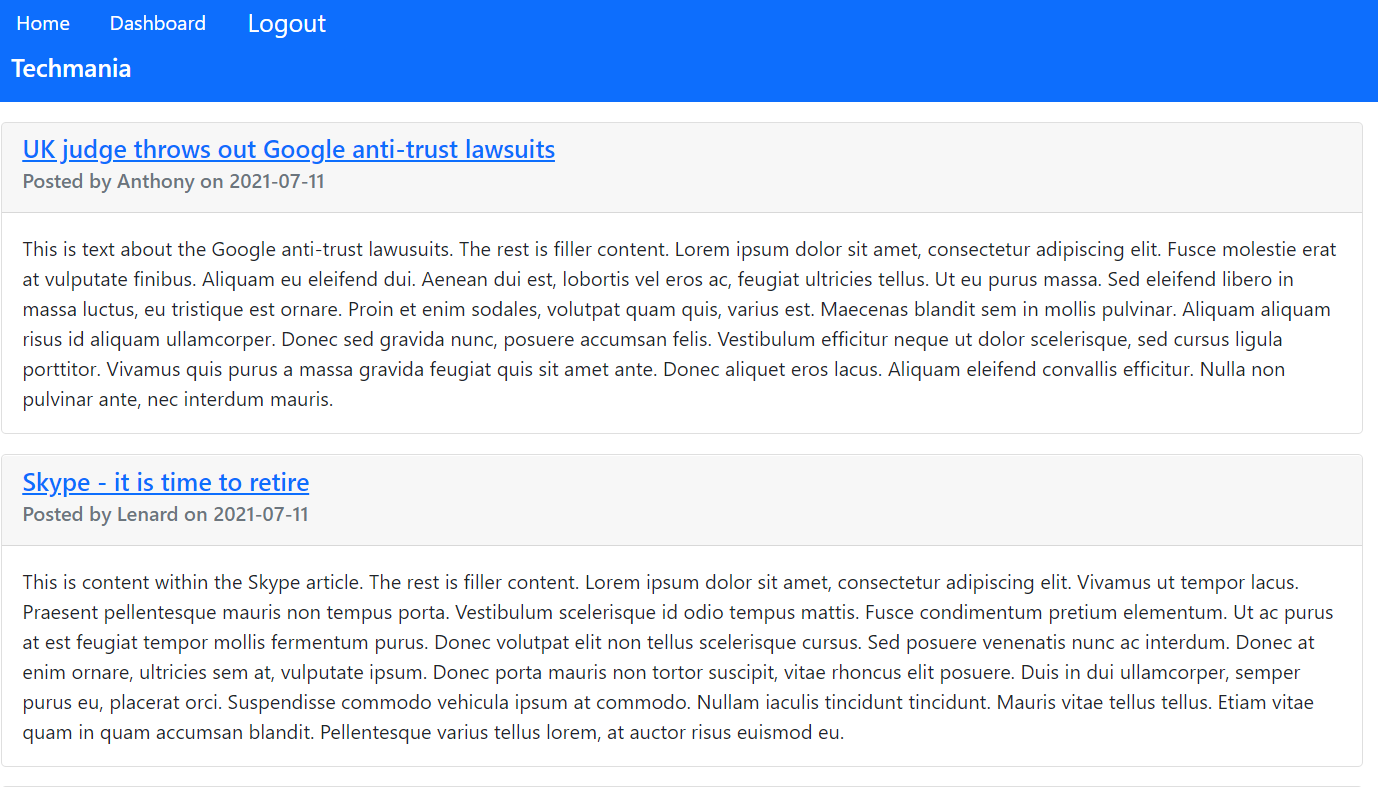 Home Dashboard Logout
Techmania
UK judge throws out Google anti-trust lawsuits
Posted by Anthony on 2021-07-11
This is text about the Google anti-trust lawusuits. The rest is filler content. Lorem ipsum dolor sit amet, consectetur adipiscing elit. Fusce molestie erat
at vulputate finibus. Aliquam eu eleifend dui. Aenean dui est, lobortis vel eros ac, feugiat ultricies tellus. Ut eu purus massa. Sed eleifend libero in
massa luctus, eu tristique est ornare. Proin et enim sodales, volutpat quam quis, varius est. Maecenas blandit sem in mollis pulvinar. Aliquam aliquam
risus id aliquam ullamcorper. Donec sed gravida nunc, posuere accumsan felis. Vestibulum efficitur neque ut dolor scelerisque, sed cursus ligula
porttitor. Vivamus quis purus a massa gravida feugiat quis sit amet ante. Donec aliquet eros lacus. Aliquam eleifend convallis efficitur. Nulla non
pulvinar ante, nec interdum mauris.
Skype - it is time to retire
Posted by Lenard on 2021-07-11
This is content within the Skype article. The rest is filler content. Lorem ipsum dolor sit amet, consectetur adipiscing elit. Vivamus ut tempor lacus.
Praesent pellentesque mauris non tempus porta. Vestibulum scelerisque id odio tempus mattis. Fusce condimentum pretium elementum. Ut ac purus
at est feugiat tempor mollis fermentum purus. Donec volutpat elit non tellus scelerisque cursus. Sed posuere venenatis nunc ac interdum. Donec at
enim ornare, ultricies sem at, vulputate ipsum. Donec porta mauris non tortor suscipit, vitae rhoncus elit posuere. Duis in dui ullamcorper, semper
purus eu, placerat orci. Suspendisse commodo vehicula ipsum at commodo. Nullam iaculis tincidunt tincidunt. Mauris vitae tellus tellus. Etiam vitae
quam in quam accumsan blandit. Pellentesque varius tellus lorem, at auctor risus euismod eu.